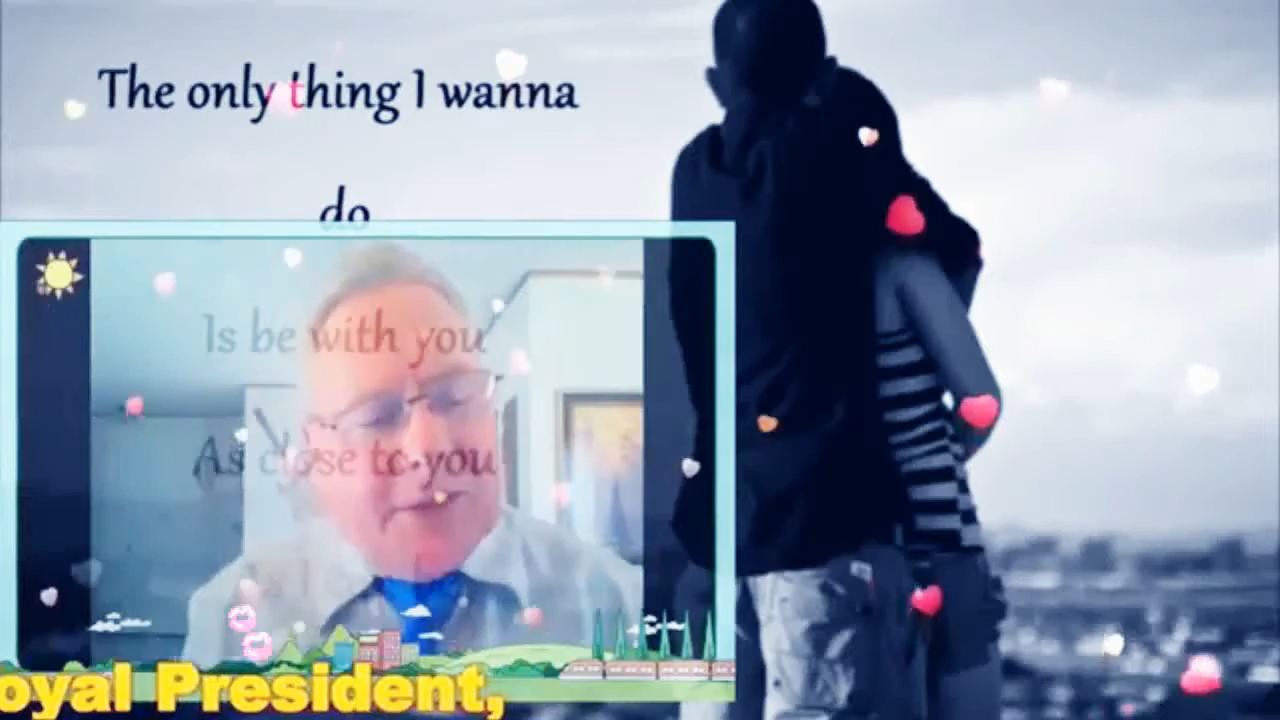 The only thing I wanna
do
Is be with you
As close to you
oyal President,